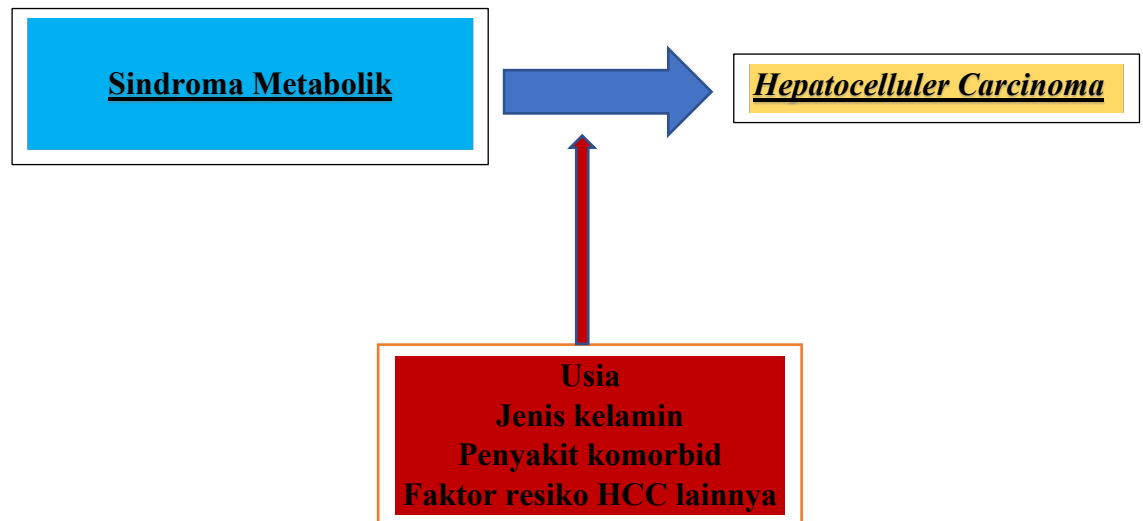 Sindroma Metabolik
Hepatocelluler Carcinoma
Usia
Jenis kelamin
Penyakit komorbid
Faktor resiko HCC lainnya